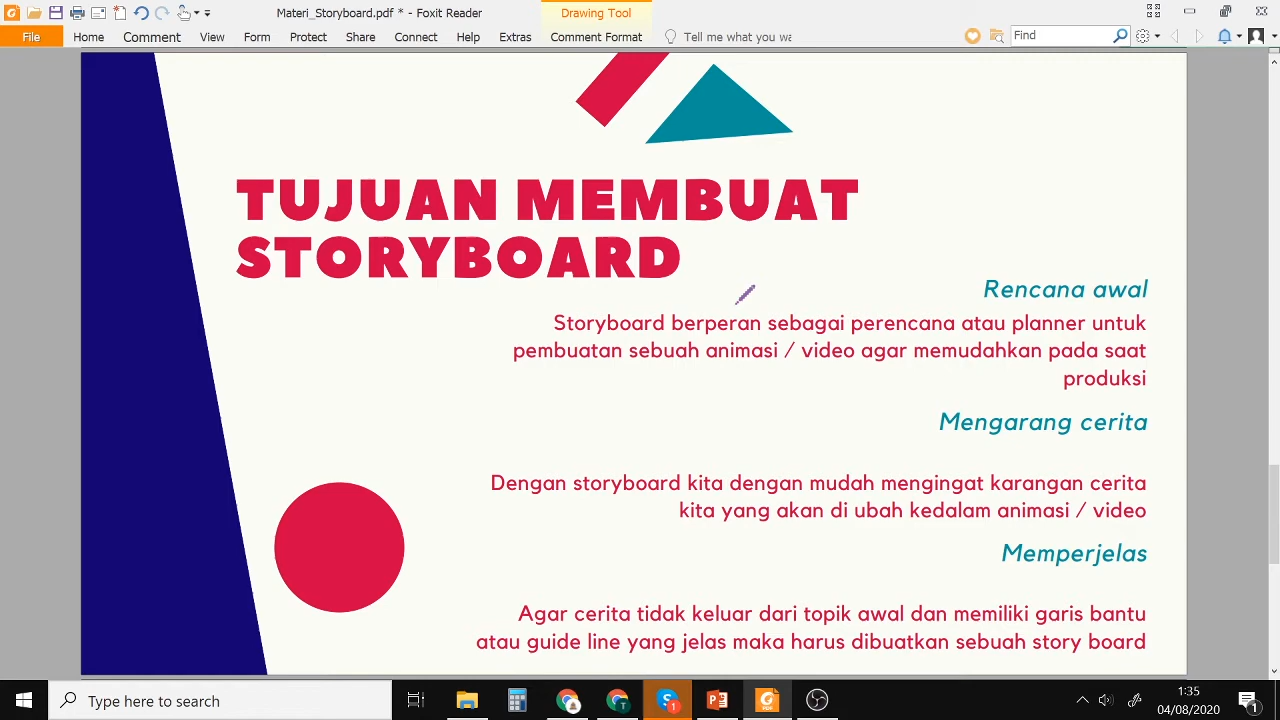 Materi_Storyboard.pdf * - Foxit Reader
Drawing Tool
File Home Comment View Form Protect Share Connect Help Extras Comment Format Tell me what you wa Find
TUJUAN MEMBUAT
STORYBOARD
Rencana awal
Storyboard berperan sebagai perencana atau planner untuk
pembuatan sebuah animasi / video agar memudahkan pada saat
produksi
Mengarang cerita
Dengan storyboard kita dengan mudah mengingat karangan cerita
kita yang akan di ubah kedalam animasi / video
Memperjelas
Agar cerita tidak keluar dari topik awal dan memiliki garis bantu
atau guide line yang jelas maka harus dibuatkan sebuah story board
Type here to search
1:35
04/08/2020